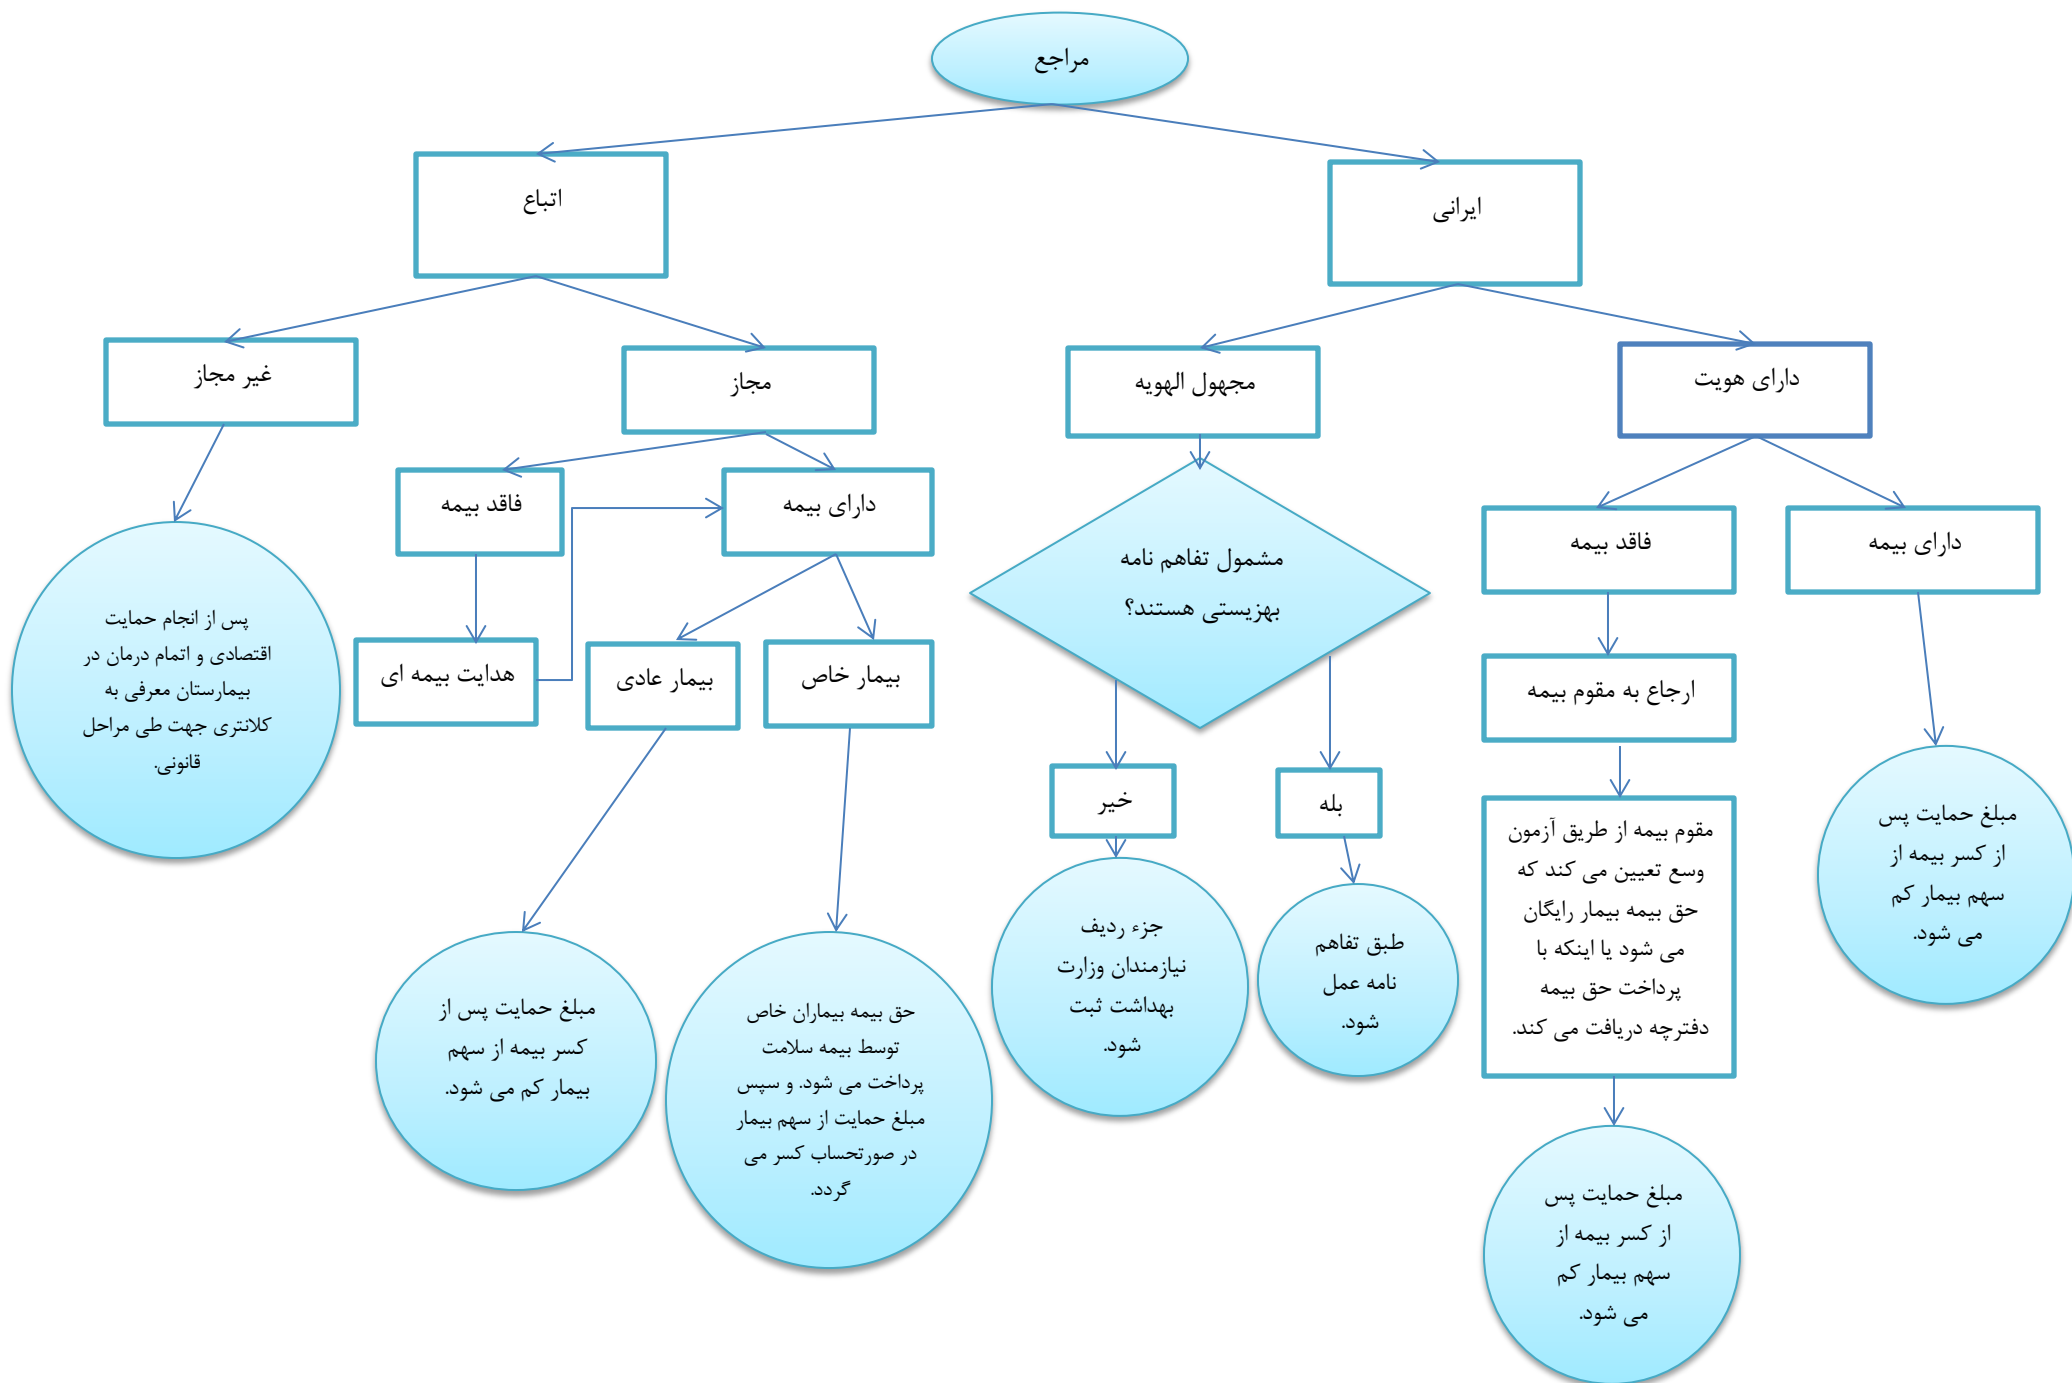 مراجع
ایرانی
اتباع
دارای هویت
مجهول الهویه
مجاز
غیر مجاز
دارای بیمه
فاقد بیمه
مشمول تفاهم نامه
بهزیستی هستند؟
دارای بیمه
فاقد بیمه
ارجاع به مقوم بیمه
بیمار خاص
بیمار عادی
هدایت بیمه ای
پس از انجام حمایت
اقتصادی و اتمام درمان در
بیمارستان معرفی به
کلانتری جهت طی مراحل
قانونی.
بله
خیر
مقوم بیمه از طریق آزمون
وسع تعیین می کند که
حق بیمه بیمار رایگان
می شود یا اینکه با
پرداخت حق بیمه
دفترچه دریافت می کند.
مبلغ حمایت پس
از کسر بیمه از
سهم بیمار کم
می شود.
طبق تفاهم
نامه عمل
شود.
جزء ردیف
نیازمندان وزارت
بهداشت ثبت
شود.
حق بیمه بیماران خاص
توسط بیمه سلامت
پرداخت می شود. و سپس
مبلغ حمایت از سهم بیمار
در صورتحساب کسر می
گردد.
مبلغ حمایت پس از
کسر بیمه از سهم
بیمار کم می شود.
مبلغ حمایت پس
از کسر بیمه از
سهم بیمار کم
می شود.